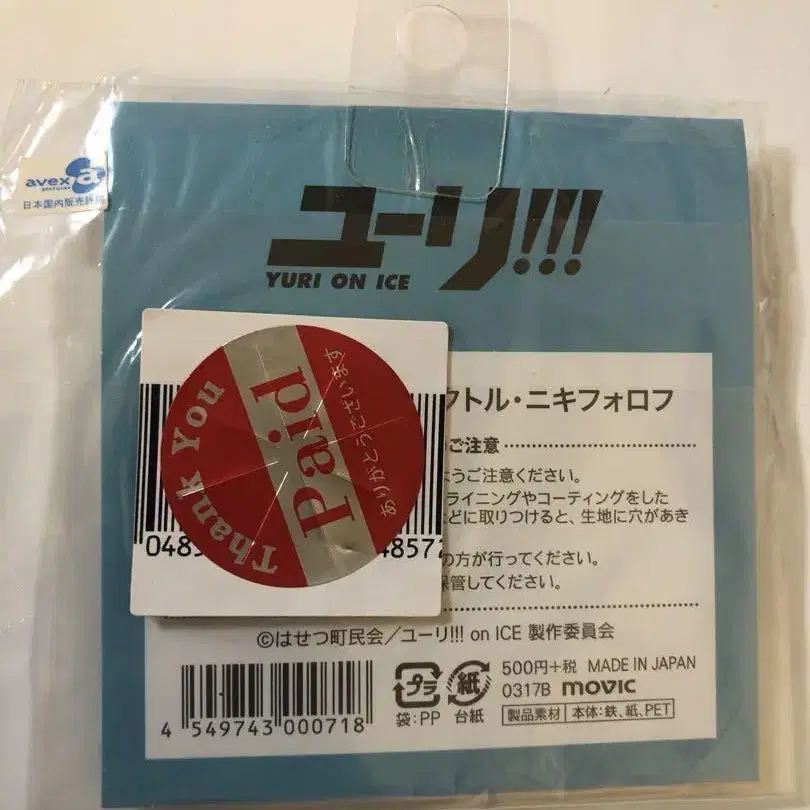 avex
pictures
日本国内販売許諾
ユーリ!!!
YURI ON ICE
Thank You
Paid
ありがとうございます
クトル・ニキフォロフ
ご注意
ようご注意ください。
ライニングやコーティングをした
どに取りつけると、生地に穴があき
の方が行ってください。
保管してください。
©はせつ町民会/ユーリ!!! on ICE 製作委員会
4 549743 000718
プラ
袋:PP
紙
台紙
500円+税 MADE IN JAPAN
0317B movic
製品素材 本体:鉄、紙、PET